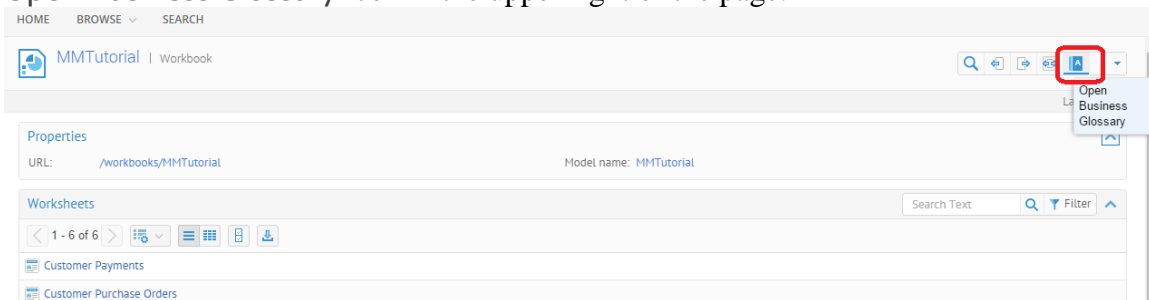 HOME BROWSE SEARCH
MMTutorial | Workbook
Open
Business
Glossary
Properties
URL: /workbooks/MMTutorial Model name: MMTutorial
Worksheets Search Text Filter
1 - 6 of 6
Customer Payments
Customer Purchase Orders